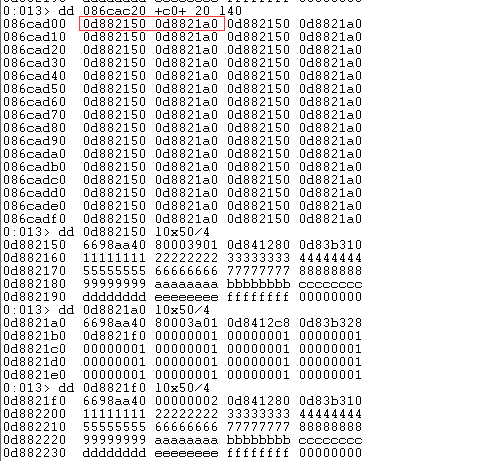 0:013> dd 086cac20 +c0+ 20 l40
086cad00 0d882150 0d8821a0 0d882150 0d8821a0
086cad10 0d882150 0d8821a0 0d882150 0d8821a0
086cad20 0d882150 0d8821a0 0d882150 0d8821a0
086cad30 0d882150 0d8821a0 0d882150 0d8821a0
086cad40 0d882150 0d8821a0 0d882150 0d8821a0
086cad50 0d882150 0d8821a0 0d882150 0d8821a0
086cad60 0d882150 0d8821a0 0d882150 0d8821a0
086cad70 0d882150 0d8821a0 0d882150 0d8821a0
086cad80 0d882150 0d8821a0 0d882150 0d8821a0
086cad90 0d882150 0d8821a0 0d882150 0d8821a0
086cada0 0d882150 0d8821a0 0d882150 0d8821a0
086cadb0 0d882150 0d8821a0 0d882150 0d8821a0
086cadc0 0d882150 0d8821a0 0d882150 0d8821a0
086cadd0 0d882150 0d8821a0 0d882150 0d8821a0
086cade0 0d882150 0d8821a0 0d882150 0d8821a0
086cadf0 0d882150 0d8821a0 0d882150 0d8821a0
0:013> dd 0d882150 l0x50/4
0d882150 6698aa40 80003901 0d841280 0d83b310
0d882160 11111111 22222222 33333333 44444444
0d882170 55555555 66666666 77777777 88888888
0d882180 99999999 aaaaaaaa bbbbbbbb cccccccc
0d882190 dddddddd eeeeeeee ffffffff 00000000
0:013> dd 0d8821a0 l0x50/4
0d8821a0 6698aa40 80003a01 0d8412c8 0d83b328
0d8821b0 0d8821f0 00000001 00000001 00000001
0d8821c0 00000001 00000001 00000001 00000001
0d8821d0 00000001 00000001 00000001 00000001
0d8821e0 00000001 00000001 00000001 00000001
0:013> dd 0d8821f0 l0x50/4
0d8821f0 6698aa40 00000002 0d841280 0d83b310
0d882200 11111111 22222222 33333333 44444444
0d882210 55555555 66666666 77777777 88888888
0d882220 99999999 aaaaaaaa bbbbbbbb cccccccc
0d882230 dddddddd eeeeeeee ffffffff 00000000